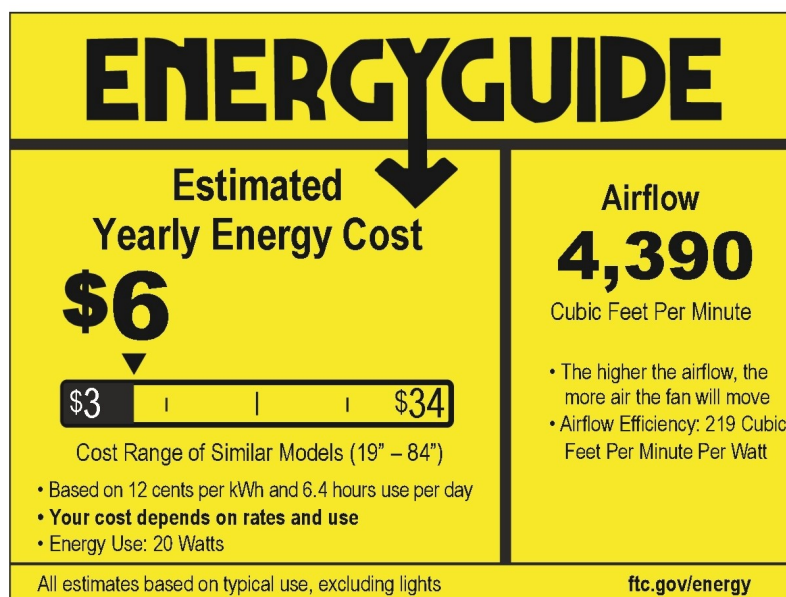 ENERGYGUIDE
Estimated
Yearly Energy Cost
$6
$3
$34
Cost Range of Similar Models (19” – 84”)
• Based on 12 cents per kWh and 6.4 hours use per day
• Your cost depends on rates and use
• Energy Use: 20 Watts
Airflow
4,390
Cubic Feet Per Minute
• The higher the airflow, the
more air the fan will move
• Airflow Efficiency: 219 Cubic
Feet Per Minute Per Watt
All estimates based on typical use, excluding lights
ftc.gov/energy